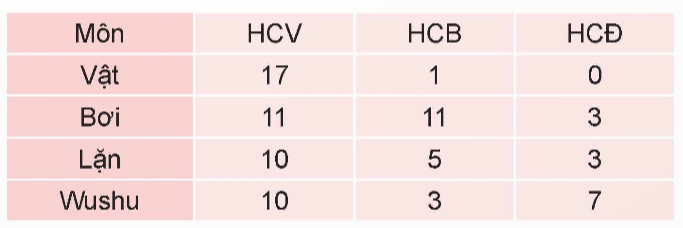 Môn HCV HCB HCĐ
Vật 17 1 0
Bơi 11 11 3
Lặn 10 5 3
Wushu 10 3 7